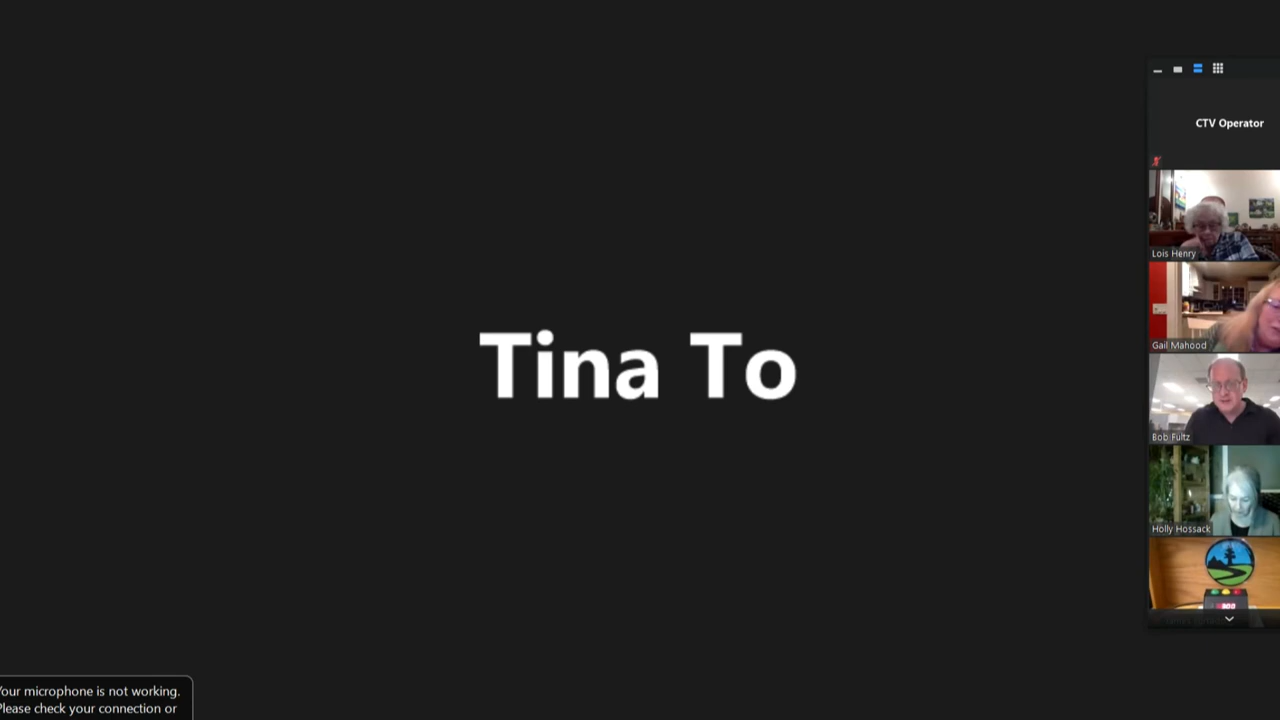 CTV Operator
Lois Henry
Gail Mahood
Tina To
Bob Fultz
Holly Hossack
Your microphone is not working.
Please check your connection or